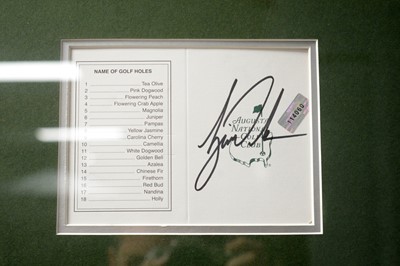 NAME OF GOLF HOLES
1 Tea Olive
2 Pink Dogwood
3 Flowering Peach
4 Flowering Crab Apple
5 Magnolia
6 Juniper
7 Pampas
8 Yellow Jasmine
9 Carolina Cherry
10 Camellia
11 White Dogwood
12 Golden Bell
13 Azalea
14 Chinese Fir
15 Firethorn
16 Red Bud
17 Nandina
18 Holly
AUGUSTA
NATIONAL
GOLF
CLUB